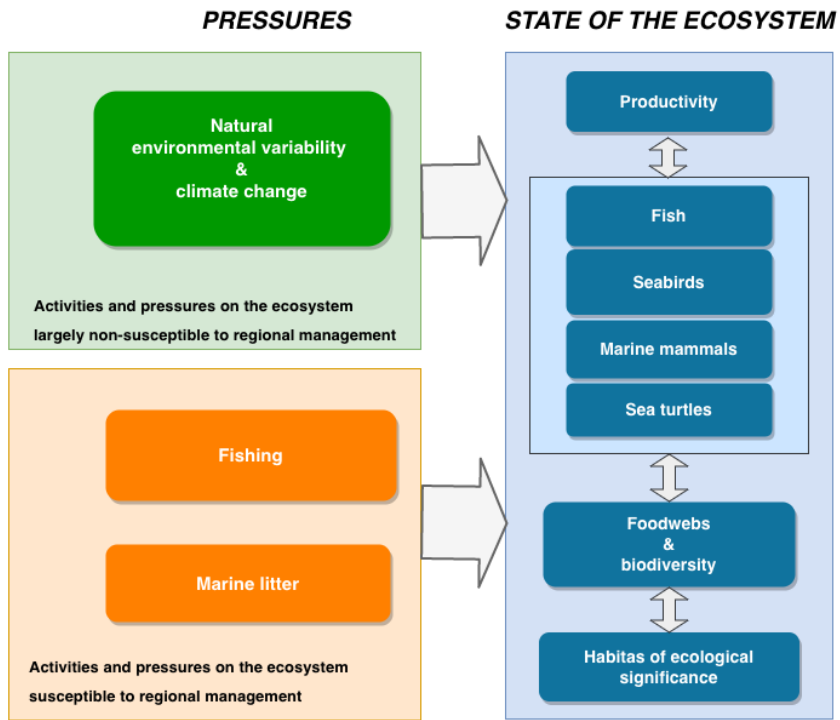 PRESSURES
Natural
environmental variability
&
climate change
Activities and pressures on the ecosystem
largely non-susceptible to regional management
Fishing
Marine litter
Activities and pressures on the ecosystem
susceptible to regional management
STATE OF THE ECOSYSTEM
Productivity
Fish
Seabirds
Marine mammals
Sea turtles
Foodwebs
&
biodiversity
Habitas of ecological
significance